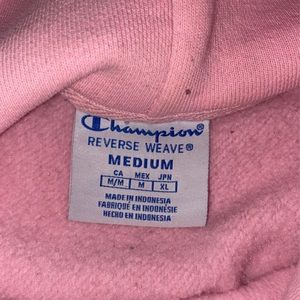 Champion®
REVERSE WEAVE®
MEDIUM
CA MEX JPN
M/M M XL
MADE IN INDONESIA
FABRIQUÉ EN INDONÉSIE
HECHO EN INDONESIA